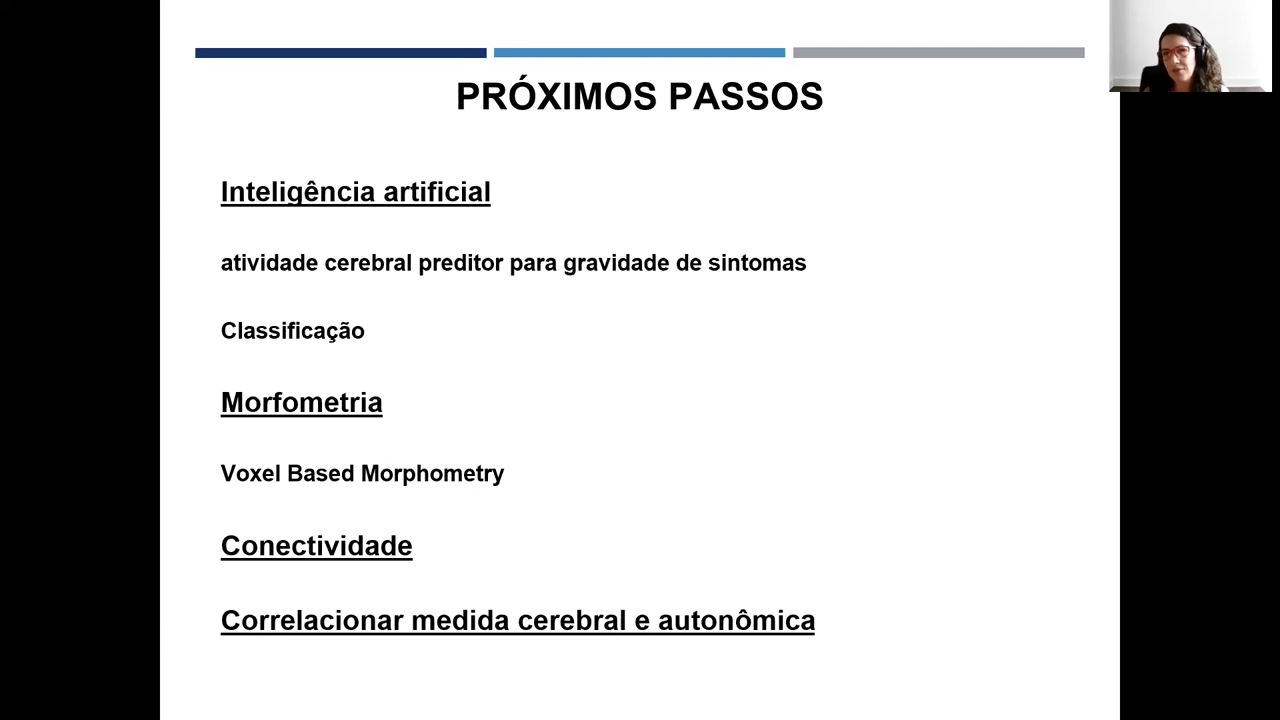 PRÓXIMOS PASSOS
Inteligência artificial
atividade cerebral preditor para gravidade de sintomas
Classificação
Morfometria
Voxel Based Morphometry
Conectividade
Correlacionar medida cerebral e autonômica